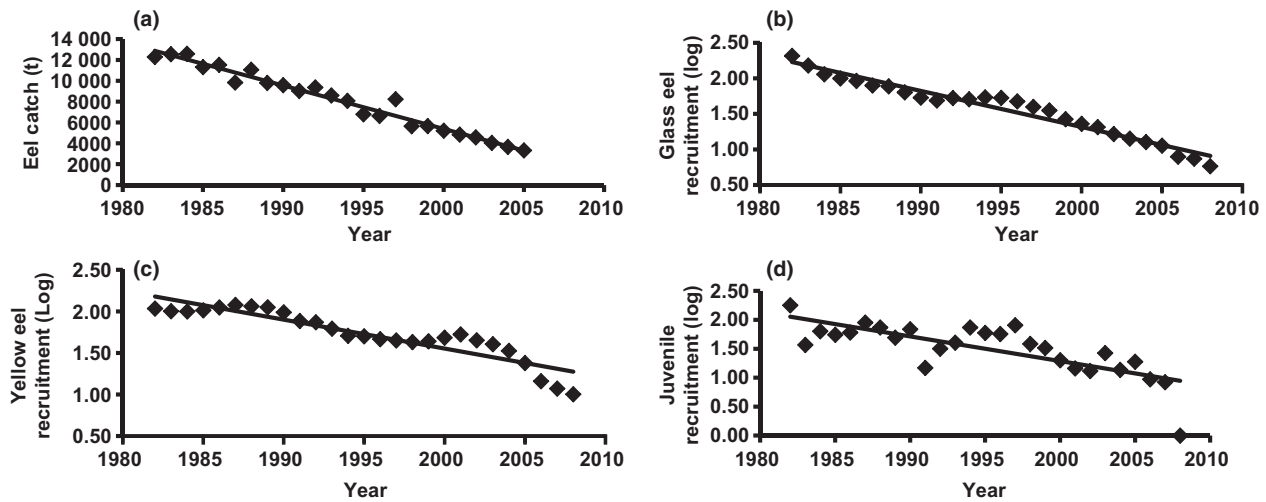 (a)
14 000
12 000
10 000
8000
6000
4000
2000
0
Eel catch (t)
1980 1985 1990 1995 2000 2005 2010
Year
(b)
2.50
2.00
1.50
1.00
0.50
Glass eel
recruitment (log)
1980 1985 1990 1995 2000 2005 2010
Year
(c)
2.50
2.00
1.50
1.00
0.50
Yellow eel
recruitment (Log)
1980 1985 1990 1995 2000 2005 2010
Year
(d)
2.50
2.00
1.50
1.00
0.50
0.00
Juvenile
recruitment (log)
1980 1985 1990 1995 2000 2005 2010
Year